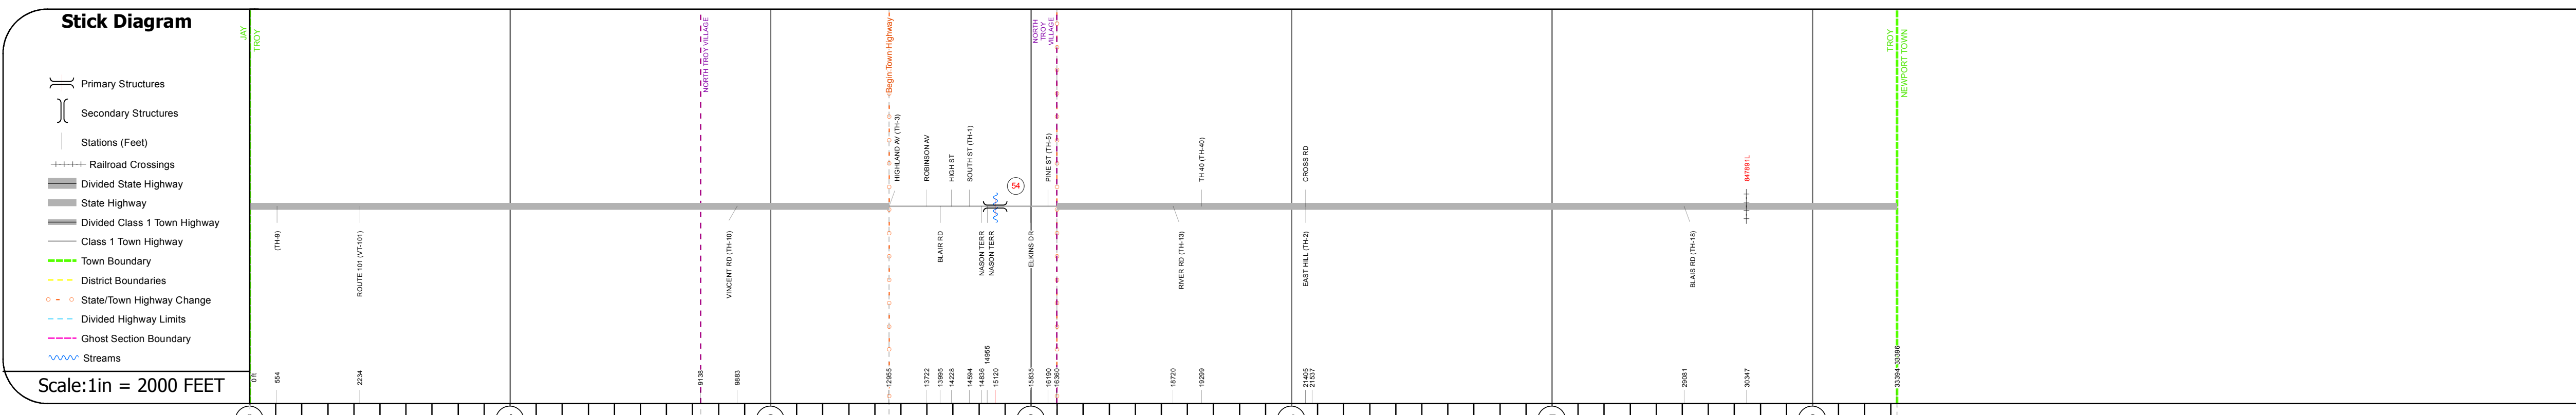 Stick Diagram
Primary Structures
Secondary Structures
Stations (Feet)
Railroad Crossings
Divided State Highway
State Highway
Divided Class 1 Town Highway
Class 1 Town Highway
Town Boundary
District Boundaries
State/Town Highway Change
Divided Highway Limits
Ghost Section Boundary
Streams
Scale:1in = 2000 FEET
JAY
TROY
NORTH TROY VILLAGE
Begin Town Highway
NORTH
TROY
VILLAGE
TROY
NEWPORT TOWN
HIGHLAND AV (TH-3)
ROBINSON AV
HIGH ST
SOUTH ST (TH-1)
54
PINE ST (TH-5)
TH 40 (TH-40)
CROSS RD
847891L
(TH-9)
ROUTE 101 (VT-101)
VINCENT RD (TH-10)
BLAIR RD
NASON TERR
NASON TERR
ELKINS DR
RIVER RD (TH-13)
EAST HILL (TH-2)
BLAIS RD (TH-18)
0 ft
554
2234
9138
9883
12955
13722
13995
14228
14594
14836
14955
15120
15835
16190
16360
18720
19299
21405
21537
29081
30347
33394
33396